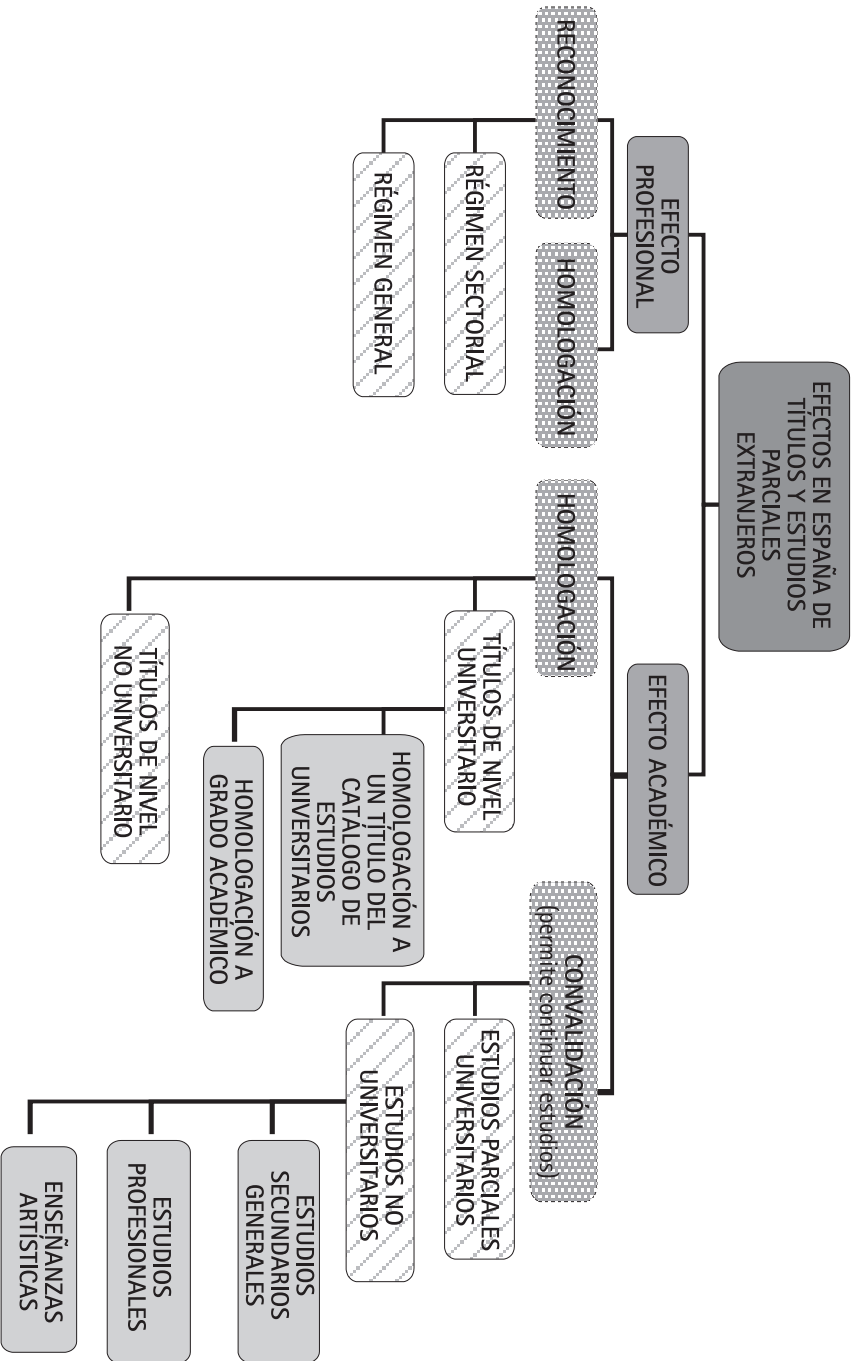 EFECTOS EN ESPAÑA DE
TÍTULOS Y ESTUDIOS
PARCIALES
EXTRANJEROS
EFECTO
PROFESIONAL
RECONOCIMIENTO
RÉGIMEN SECTORIAL
RÉGIMEN GENERAL
HOMOLOGACIÓN
EFECTO ACADÉMICO
HOMOLOGACIÓN
TÍTULOS DE NIVEL
UNIVERSITARIO
HOMOLOGACIÓN A
UN TÍTULO DEL
CATÁLOGO DE
ESTUDIOS
UNIVERSITARIOS
HOMOLOGACIÓN A
GRADO ACADÉMICO
TÍTULOS DE NIVEL
NO UNIVERSITARIO
CONVALIDACIÓN
(permite continuar estudios)
ESTUDIOS PARCIALES
UNIVERSITARIOS
ESTUDIOS NO
UNIVERSITARIOS
ESTUDIOS
SECUNDARIOS
GENERALES
ESTUDIOS
PROFESIONALES
ENSEÑANZAS
ARTÍSTICAS